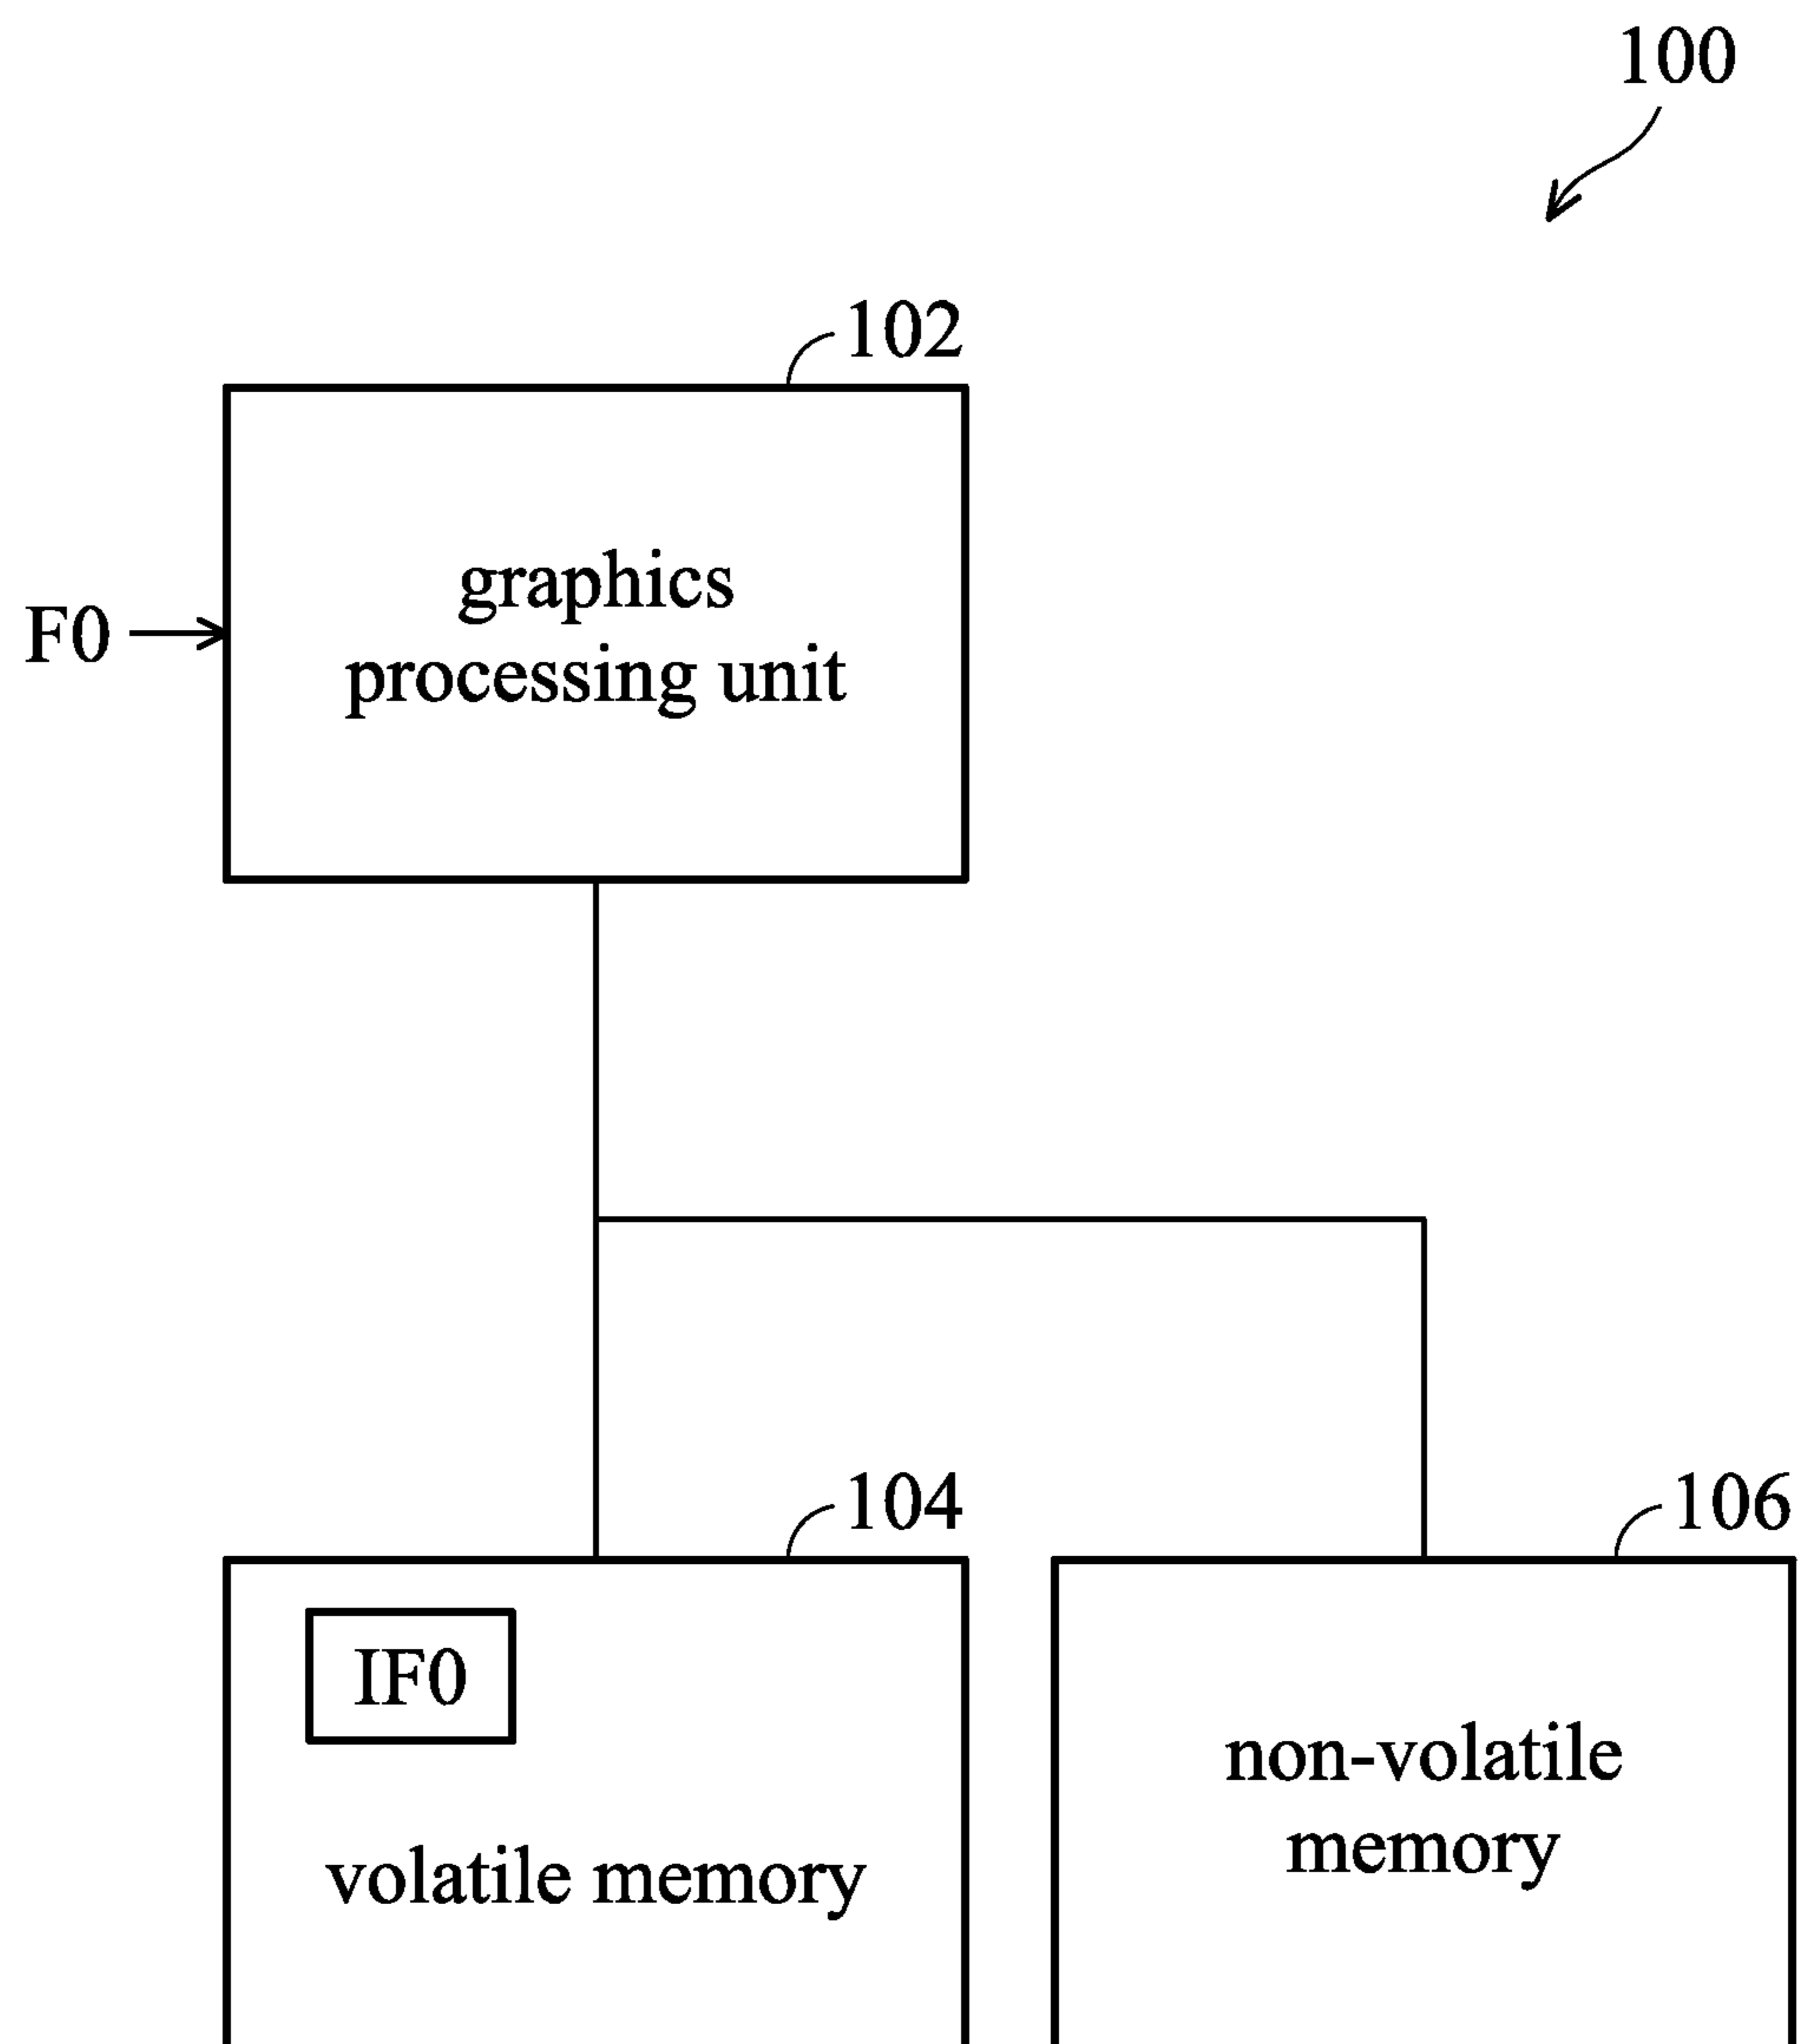 100
102
graphics
F0
processing unit
104
106
IF0
non-volatile
memory
volatile memory